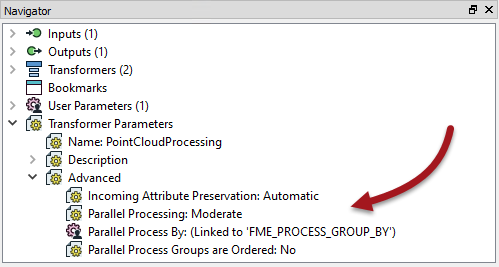 Navigator
Inputs (1)
Outputs (1)
Transformers (2)
Bookmarks
User Parameters (1)
Transformer Parameters
Name: PointCloudProcessing
Description
Advanced
Incoming Attribute Preservation: Automatic
Parallel Processing: Moderate
Parallel Process By: (Linked to 'FME_PROCESS_GROUP_BY')
Parallel Process Groups are Ordered: No